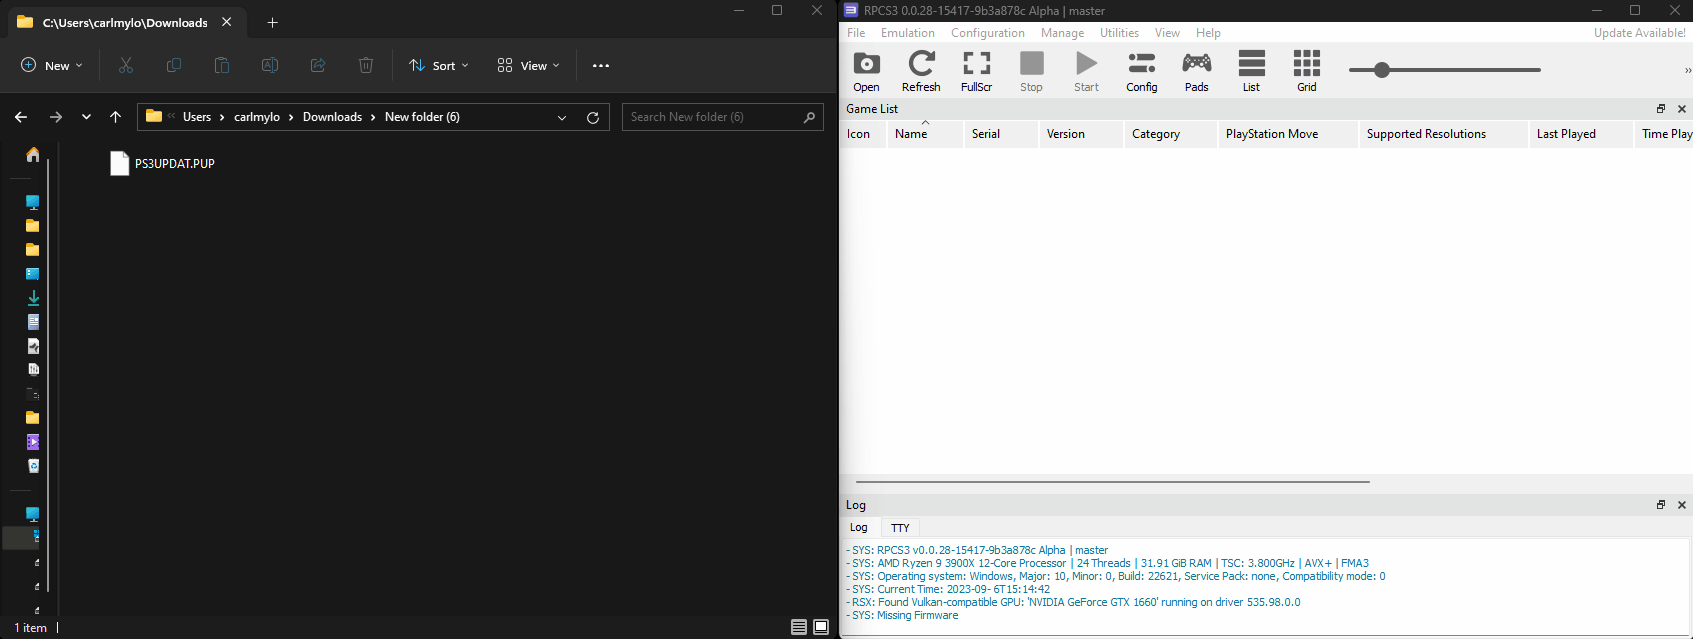 C:\Users\carlmylo\Downloads
New
Sort
View
Users
carlmylo
Downloads
New folder (6)
Search New folder (6)
PS3UPDAT.PUP
1 item
RPCS3 0.0.28-15417-9b3a878c Alpha | master
File Emulation Configuration Manage Utilities View Help Update Available!
Open Refresh FullScr Stop Start Config Pads List Grid
Game List
Icon Name Serial Version Category PlayStation Move Supported Resolutions Last Played Time Play
Log
Log TTY
- SYS: RPCS3 v0.0.28-15417-9b3a878c Alpha | master
- SYS: AMD Ryzen 9 3900X 12-Core Processor | 24 Threads | 31.91 GiB RAM | TSC: 3.800GHz | AVX+ | FMA3
- SYS: Operating system: Windows, Major: 10, Minor: 0, Build: 22621, Service Pack: none, Compatibility mode: 0
- SYS: Current Time: 2023-09- 6T15:14:42
- RSX: Found Vulkan-compatible GPU: 'NVIDIA GeForce GTX 1660' running on driver 535.98.0.0
- SYS: Missing Firmware